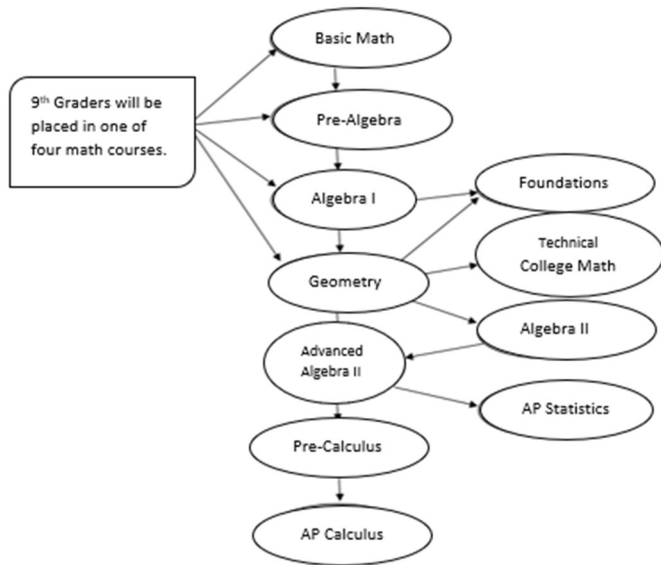 Basic Math
9th Graders will be
placed in one of
four math courses.
Pre-Algebra
Algebra I
Foundations
Technical
College Math
Geometry
Algebra II
Advanced
Algebra II
AP Statistics
Pre-Calculus
AP Calculus